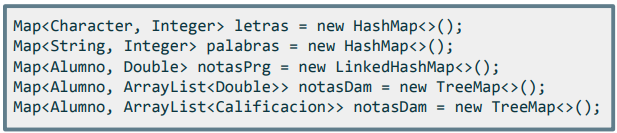 Map<Character, Integer> letras = new HashMap<>();
Map<String, Integer> palabras = new HashMap<>();
Map<Alumno, Double> notasPrg = new LinkedHashMap<>();
Map<Alumno, ArrayList<Double>> notasDam = new TreeMap<>();
Map<Alumno, ArrayList<Calificacion>> notasDam = new TreeMap<>();